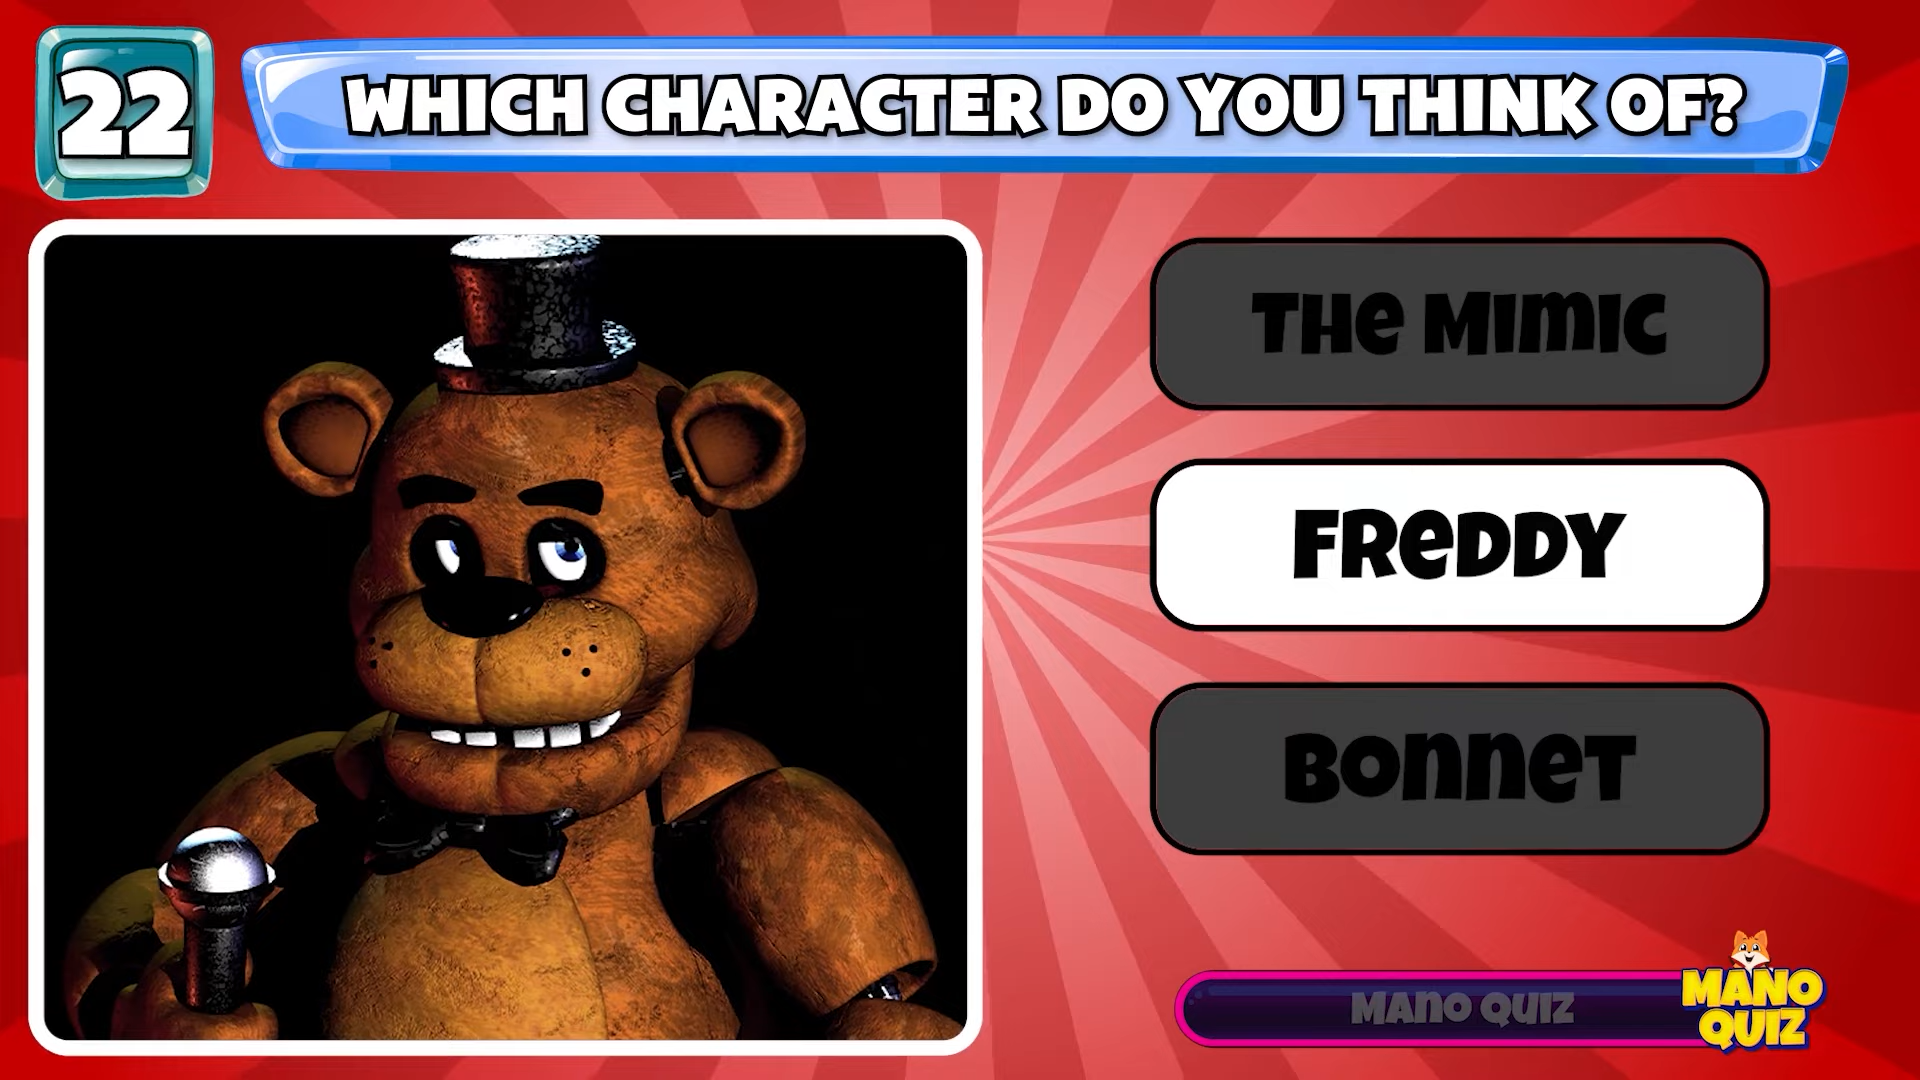 22
WHICH CHARACTER DO YOU THINK OF?
THE MIMIC
FREDDY
BONNET
MANO QUIZ
MANO
QUIZ